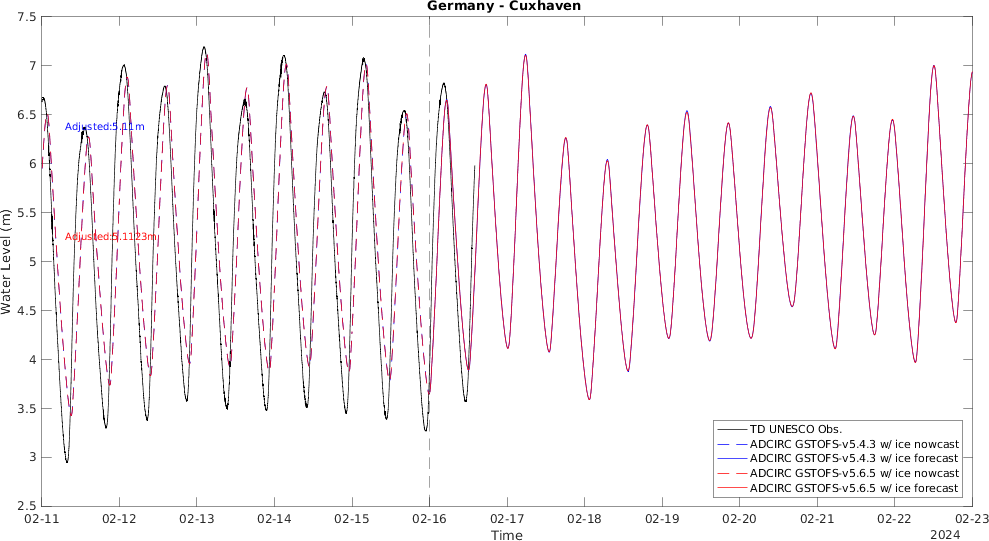 Germany - Cuxhaven
7.5
7
6.5
6
5.5
5
4.5
4
3.5
3
2.5
Water Level (m)
Adjusted:5.11m
Adjusted:5.1123m
TD UNESCO Obs.
ADCIRC GSTOFS-v5.4.3 w/ ice nowcast
ADCIRC GSTOFS-v5.4.3 w/ ice forecast
ADCIRC GSTOFS-v5.6.5 w/ ice nowcast
ADCIRC GSTOFS-v5.6.5 w/ ice forecast
02-11 02-12 02-13 02-14 02-15 02-16 02-17 02-18 02-19 02-20 02-21 02-22 02-23
Time
2024